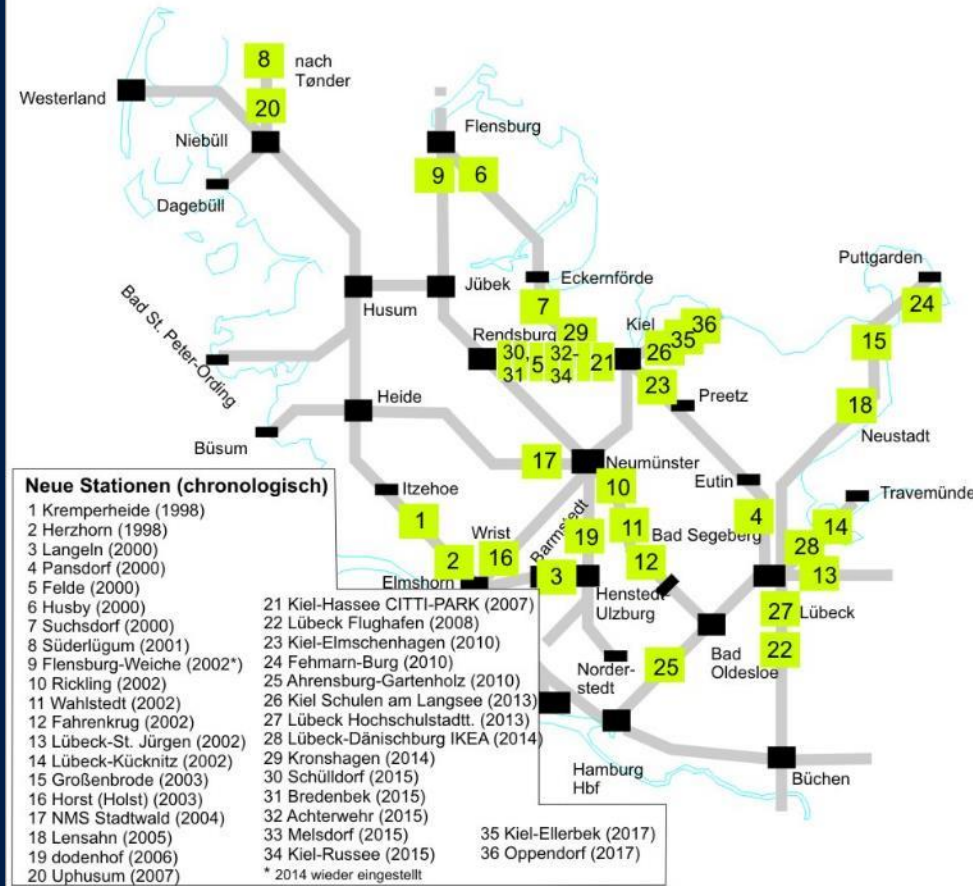 8
nach
Tønder
Westerland
20
Niebüll
Flensburg
9
6
Dagebüll
Puttgarden
Eckernförde
24
Jübek
Husum
7
Bad St. Peter-Ording
Rendsburg
29
Kiel
36
35
26
15
30,
31
5
32-
34
21
23
Preetz
Heide
18
Neustadt
Büsum
17
Neumünster
Eutin
Travemünde
Itzehoe
10
4
14
1
Wrist
Barmstedt
19
11
Bad Segeberg
28
2
16
12
13
Elmshorn
3
Henstedt-
Ulzburg
27
Lübeck
22
Norder-
stedt
25
Bad
Oldesloe
Hamburg
Hbf
Büchen
Neue Stationen (chronologisch)
1 Kremperheide (1998)
2 Herzhorn (1998)
3 Langeln (2000)
4 Pansdorf (2000)
5 Felde (2000)
6 Husby (2000)
7 Suchsdorf (2000)
8 Süderlügum (2001)
9 Flensburg-Weiche (2002*)
10 Rickling (2002)
11 Wahlstedt (2002)
12 Fahrenkrug (2002)
13 Lübeck-St. Jürgen (2002)
14 Lübeck-Kücknitz (2002)
15 Großenbrode (2003)
16 Horst (Holst) (2003)
17 NMS Stadtwald (2004)
18 Lensahn (2005)
19 dodenhof (2006)
20 Uphusum (2007)
21 Kiel-Hassee CITTI-PARK (2007)
22 Lübeck Flughafen (2008)
23 Kiel-Elmschenhagen (2010)
24 Fehmarn-Burg (2010)
25 Ahrensburg-Gartenholz (2010)
26 Kiel Schulen am Langsee (2013)
27 Lübeck Hochschulstadtt. (2013)
28 Lübeck-Dänischburg IKEA (2014)
29 Kronshagen (2014)
30 Schülldorf (2015)
31 Bredenbek (2015)
32 Achterwehr (2015)
33 Melsdorf (2015)
34 Kiel-Russee (2015)
* 2014 wieder eingestellt
35 Kiel-Ellerbek (2017)
36 Oppendorf (2017)